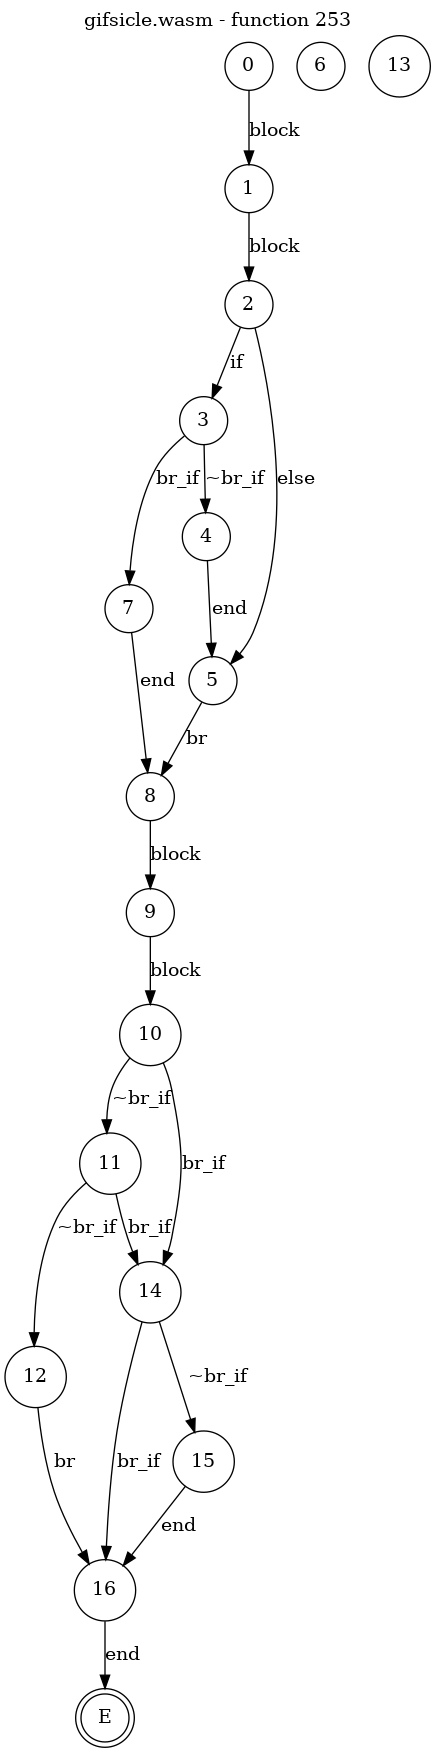 gifsicle.wasm - function 253
0 6 13
block
1
block
2
if
3
br_if ~br_if else
4
7
end
5
end
br
8
block
9
block
10
~br_if
br_if
11
~br_if br_if
14
12
~br_if
br br_if
15
end
16
end
E